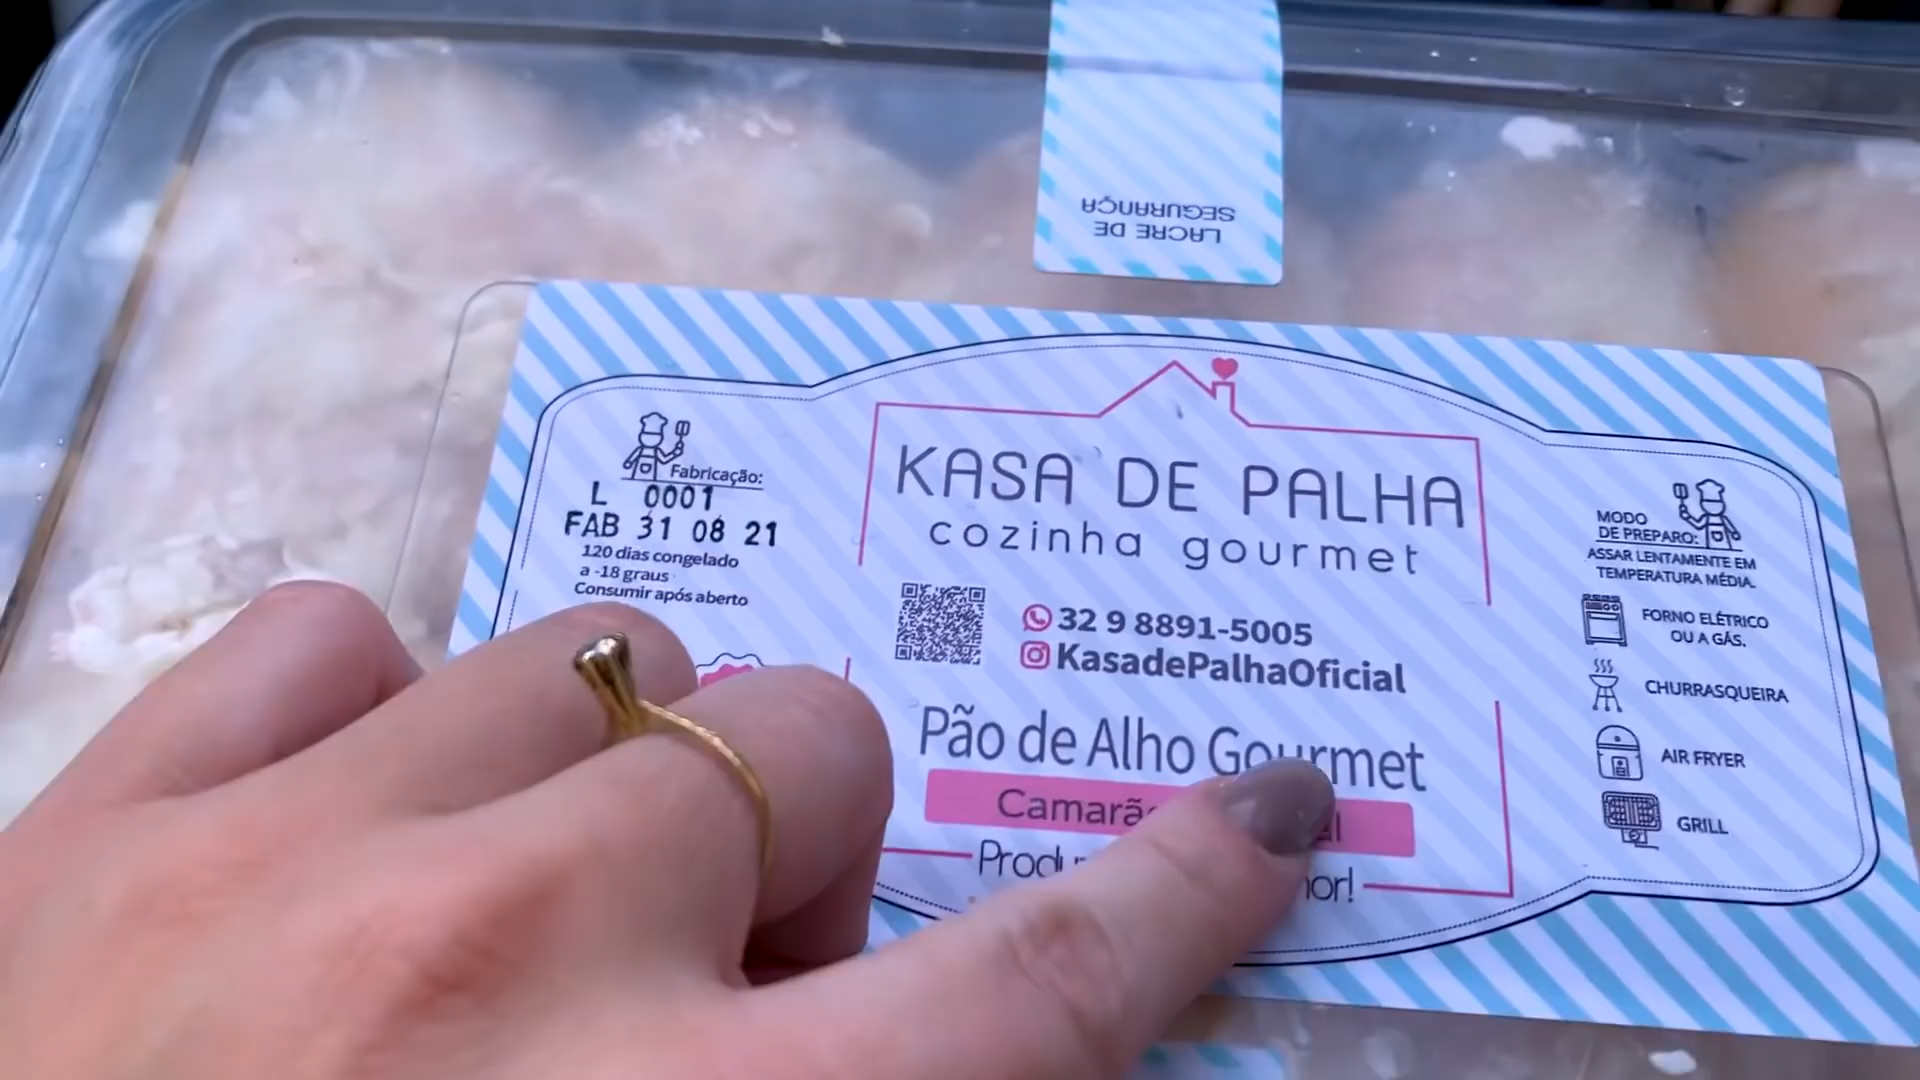 LACRE DE
SEGURANÇA
Fabricação:
L 0001
FAB 31 08 21
120 dias congelado
a -18 graus
Consumir após aberto
KASA DE PALHA
cozinha gourmet
32 9 8891-5005
KasadePalhaOficial
Pão de Alho Gourmet
MODO
DE PREPARO:
ASSAR LENTAMENTE EM
TEMPERATURA MÉDIA.
FORNO ELÉTRICO
OU A GÁS.
CHURRASQUEIRA
AIR FRYER
GRILL